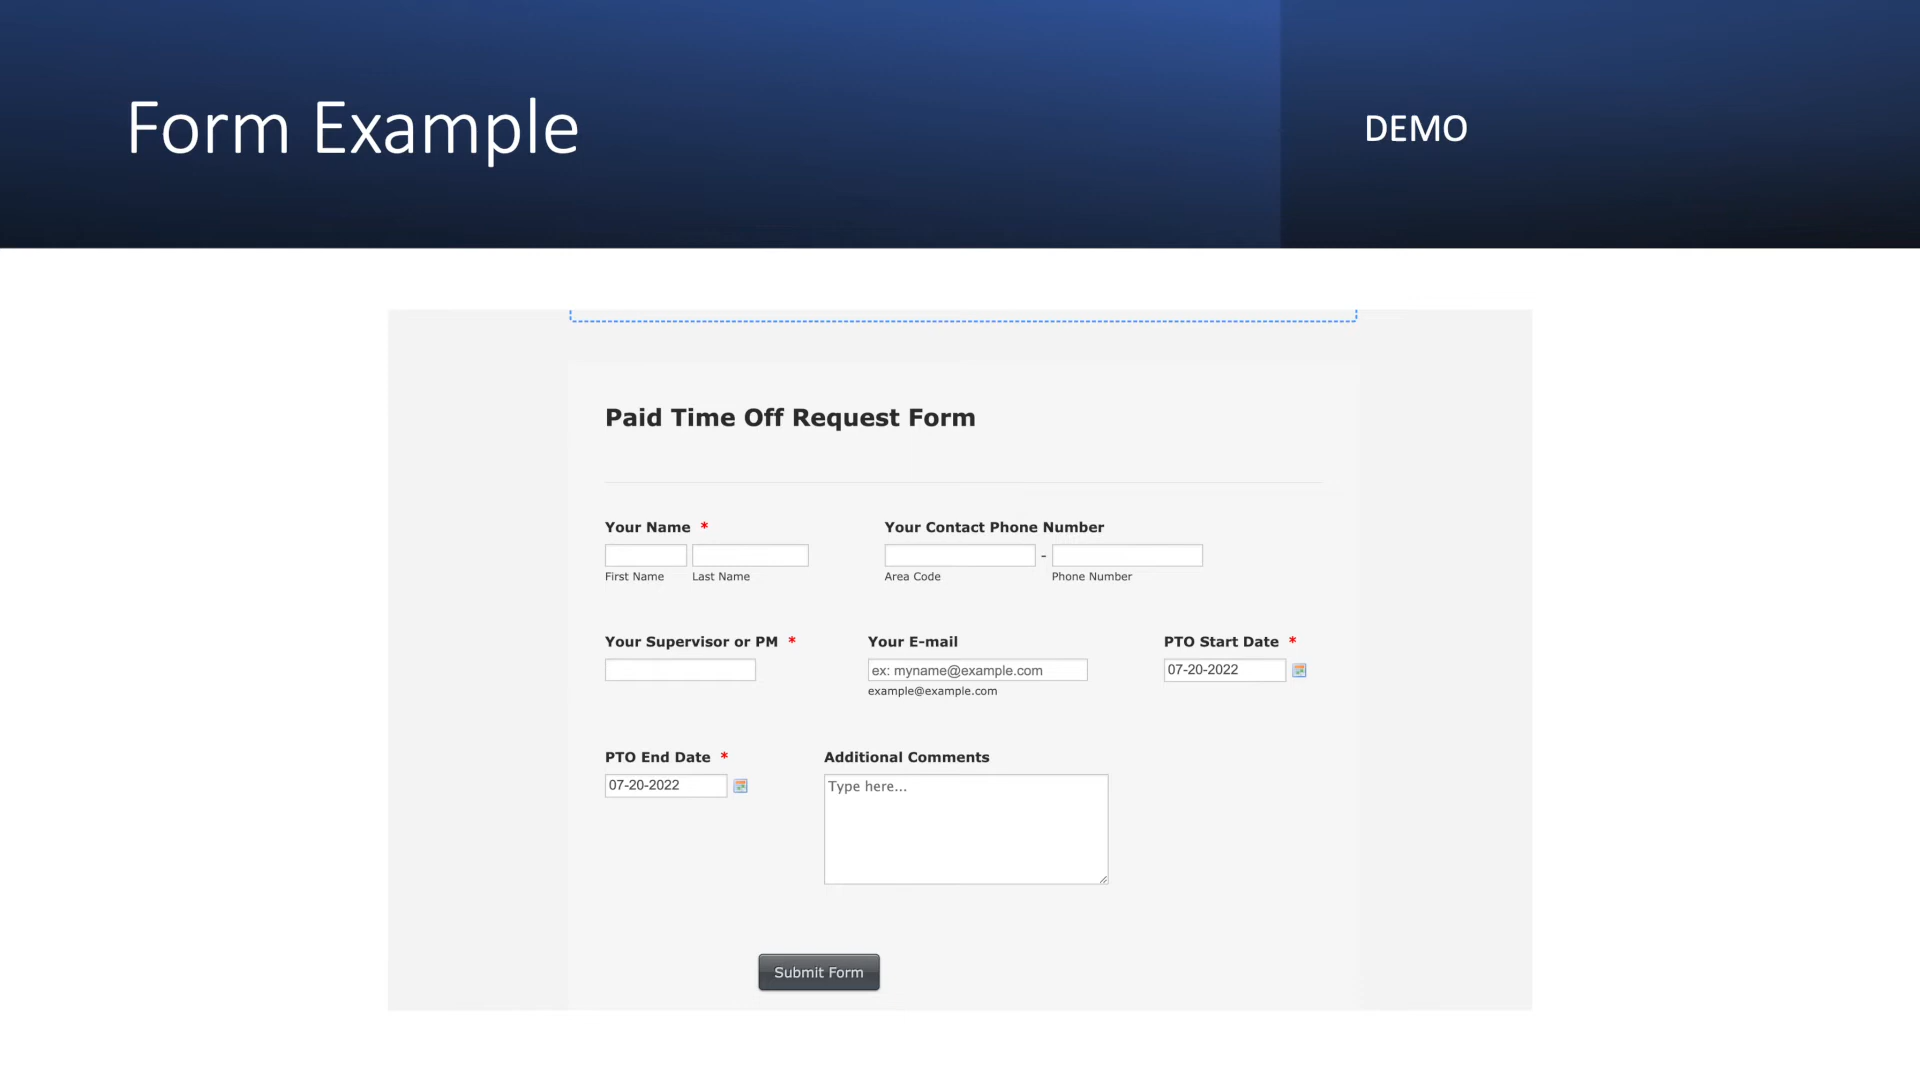 Form Example
DEMO
Paid Time Off Request Form
Your Name *
First Name
Last Name
Your Contact Phone Number
-
Area Code
Phone Number
Your Supervisor or PM *
Your E-mail
ex: myname@example.com
example@example.com
PTO Start Date *
07-20-2022
PTO End Date *
07-20-2022
Additional Comments
Type here...
Submit Form